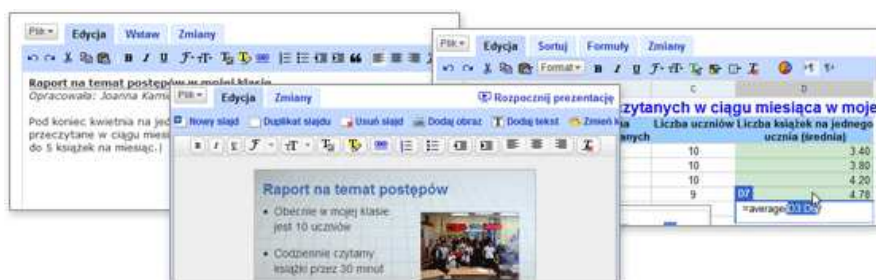 Plik
Edycja Wstaw Zmiany
B I U
Raport na temat postępów w mojej klasie
Opracowała: Joanna
Pod koniec kwietnia na
przeczytane w ciągu
do 5 książek na miesiąc.
Plik
Edycja Sortuj Formuły Zmiany
Format B I U
C D
zytanych w ciągu miesiąca w moje
Liczba uczniów Liczba książek na jednego
ucznia (średnia)
10 3.40
10 3.80
10 4.20
9 4.78
D7
=average(D3:D6)
Plik
Edycja Zmiany
Rozpocznij prezentację
Nowy slajd Duplikat slajdu Usuń slajd Dodaj obraz Dodaj tekst Zmień
B I U
Raport na temat postępów
• Obecnie w mojej klasie
jest 10 uczniów
• Codziennie czytamy
książki przez 30 minut